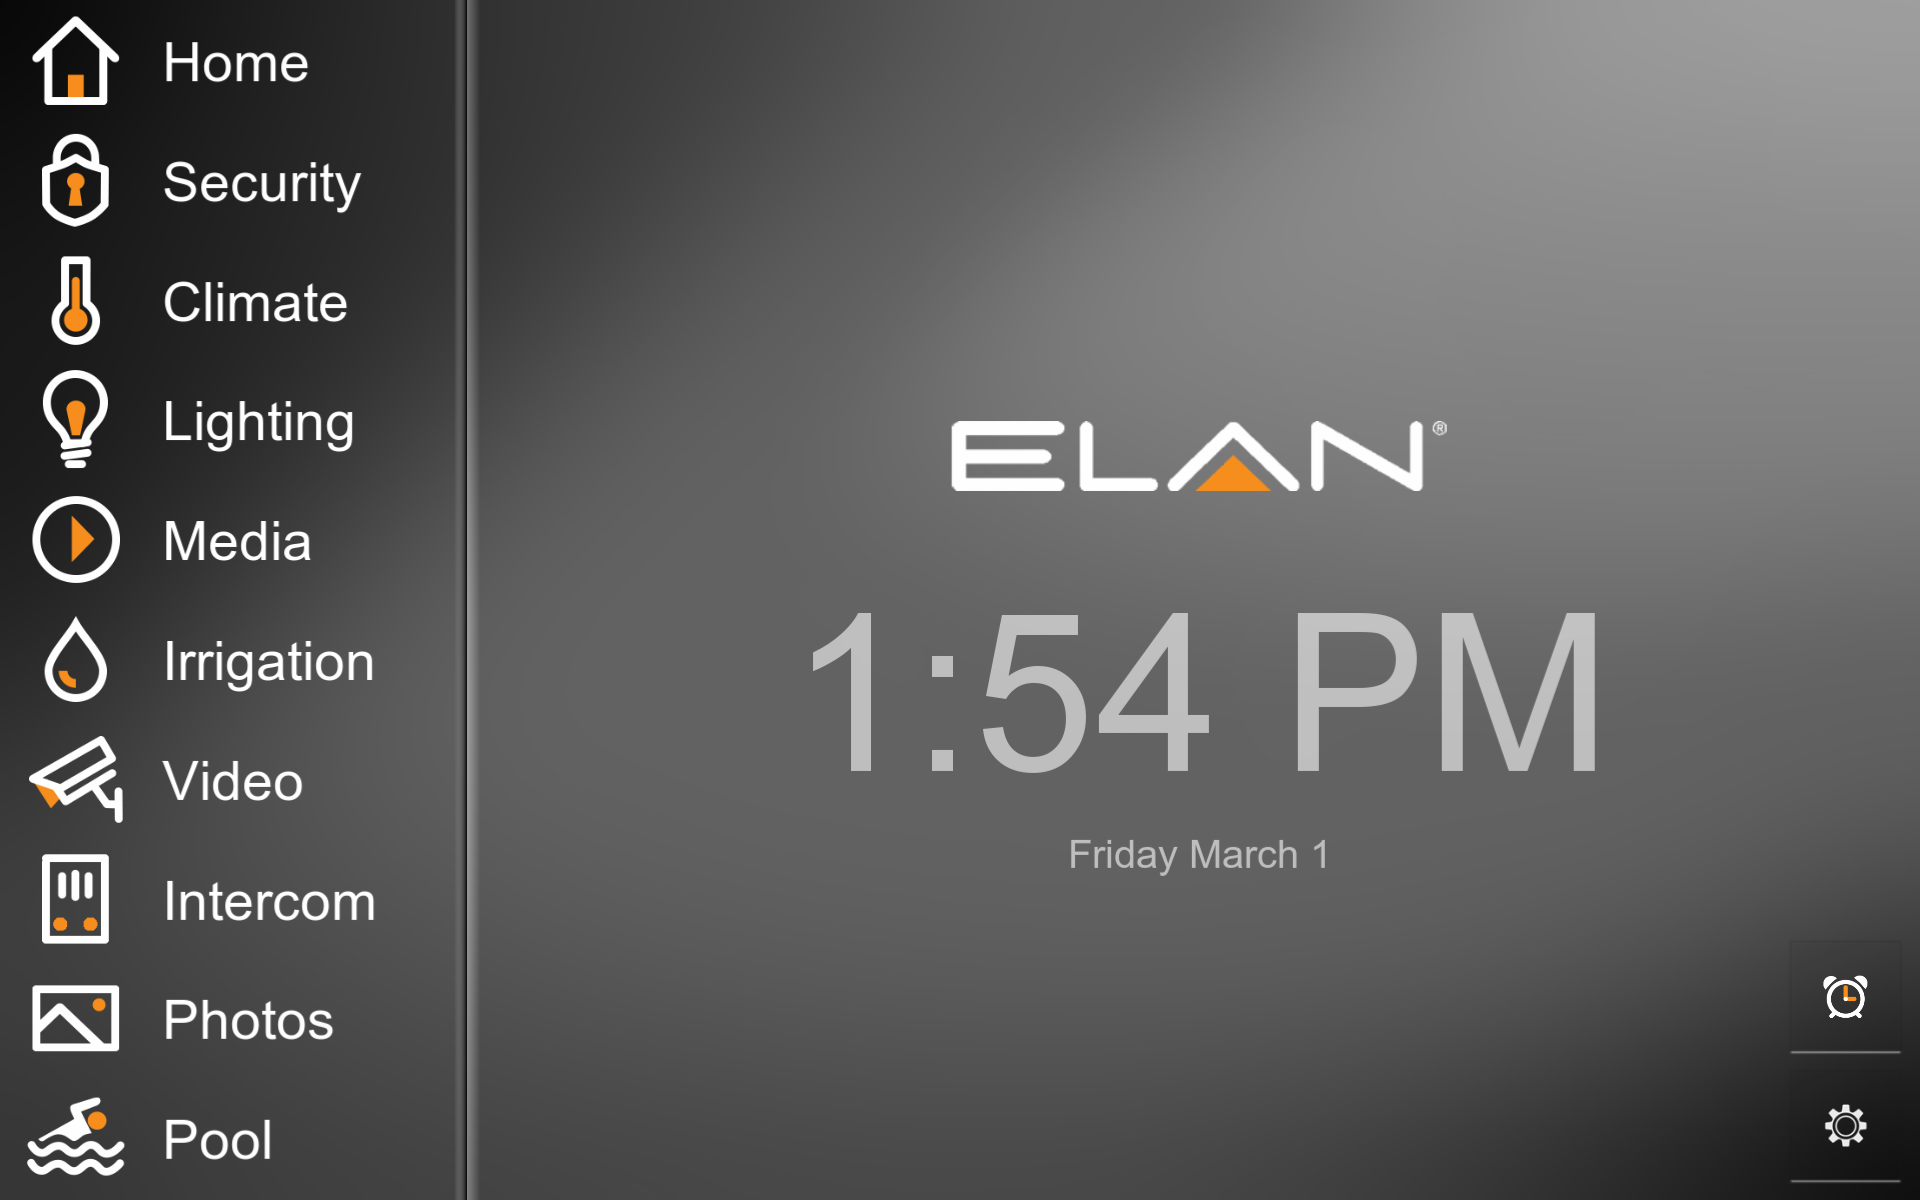 Home
Security
Climate
Lighting
Media
Irrigation
Video
Intercom
Photos
Pool
ELAN®
1:54 PM
Friday March 1